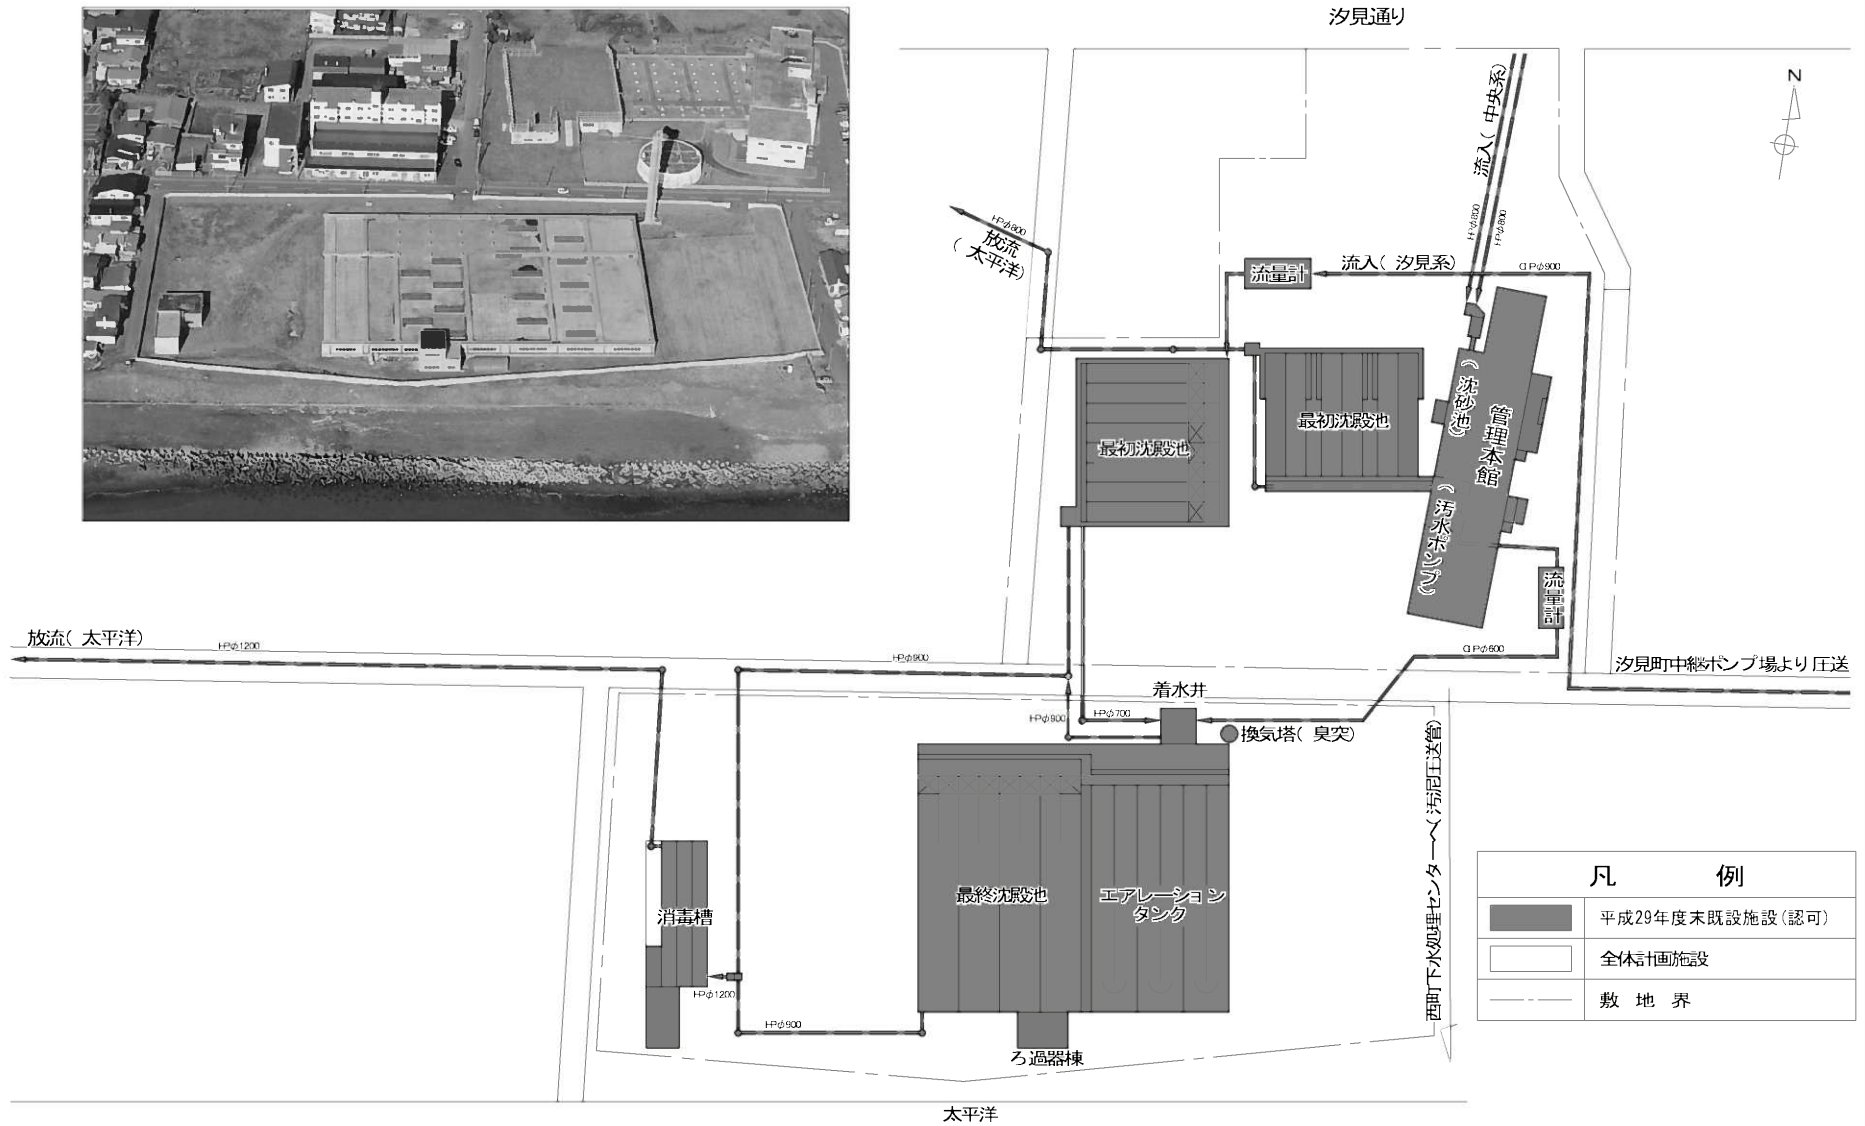 汐見通り
N
流入(中央系)
HPφ800
HPφ800
HPφ800
放流
(太平洋)
流量計
流入(汐見系)
CIPφ900
最初沈殿池
最初沈殿池
(沈砂池)
管理本館
(汚水ポンプ)
流量計
放流(太平洋)
HPφ1200
HPφ900
CIPφ600
汐見町中継ポンプ場より圧送
着水井
HPφ900
HPφ700
換気塔(臭突)
西町下水処理センターへ(汚泥圧送管)
最終沈殿池
エアレーション
タンク
消毒槽
HPφ1200
HPφ900
ろ過器棟
太平洋
凡例
平成29年度末既設施設(認可)
全体計画施設
敷地界